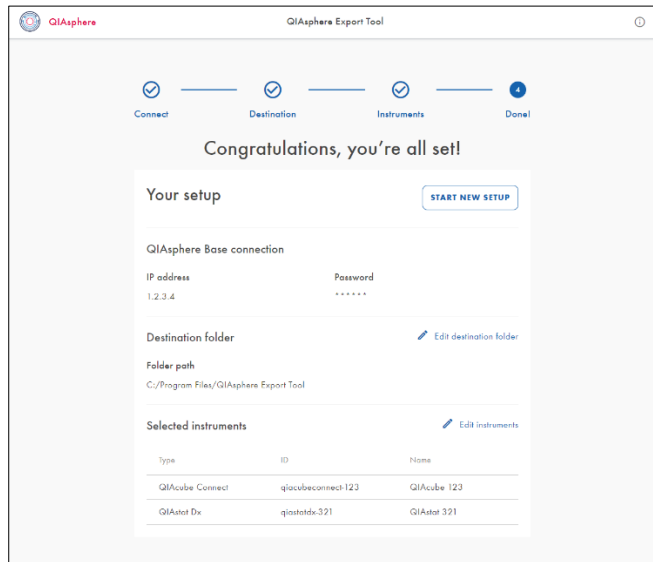 QIAsphere QIAsphere Export Tool
4
Connect Destination Instruments Done!
Congratulations, you're all set!
Your setup START NEW SETUP
QIAsphere Base connection
IP address Password
1.2.3.4 ******
Destination folder Edit destination folder
Folder path
C:/Program Files/QIAsphere Export Tool
Selected instruments Edit instruments
Type ID Name
QIAcube Connect qiacubeconnect-123 QIAcube 123
QIAstat Dx qiastatdx-321 QIAstat 321